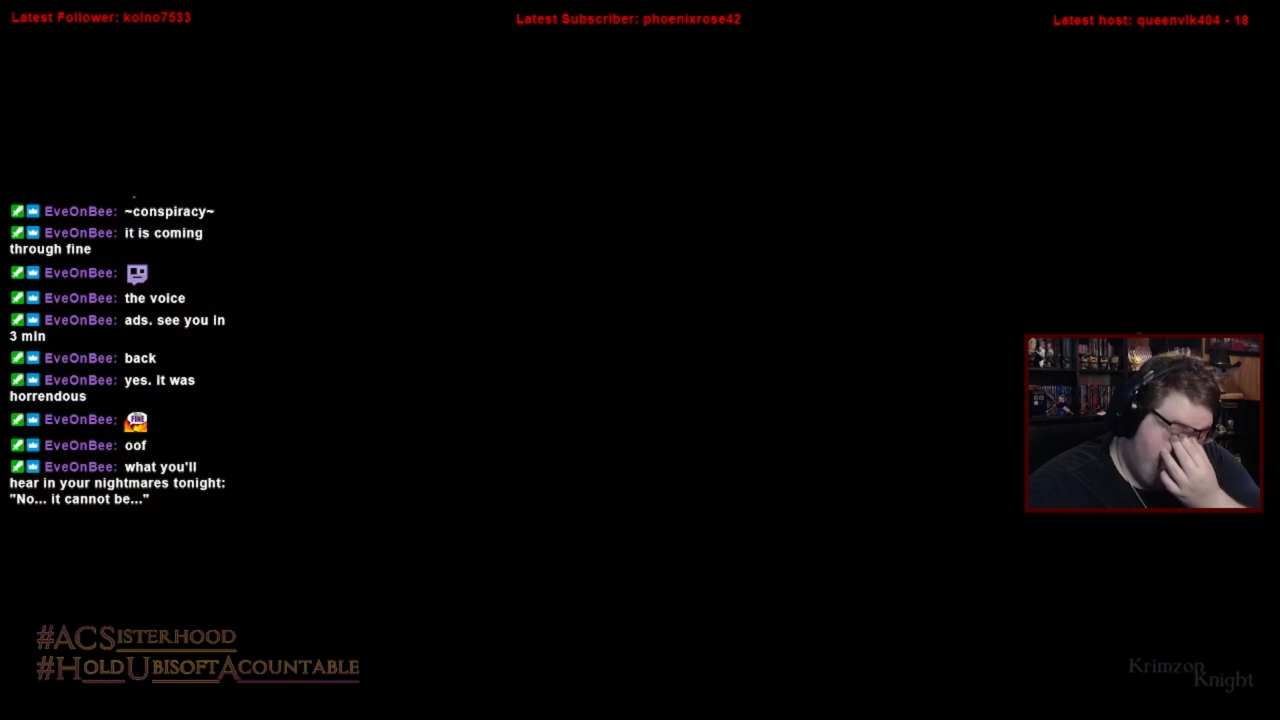 Latest Follower: kolno7533
Latest Subscriber: phoenixrose42
Latest host: queenvik404 - 18
EveOnBee: ~conspiracy~
EveOnBee: it is coming
through fine
EveOnBee:
EveOnBee: the voice
EveOnBee: ads. see you in
3 min
EveOnBee: back
EveOnBee: yes. it was
horrendous
EveOnBee: FINE
EveOnBee: oof
EveOnBee: what you'll
hear in your nightmares tonight:
"No... it cannot be..."
#ACSISTERHOOD
#HOLDUBISOFTACOUNTABLE
Krimzon
Knight